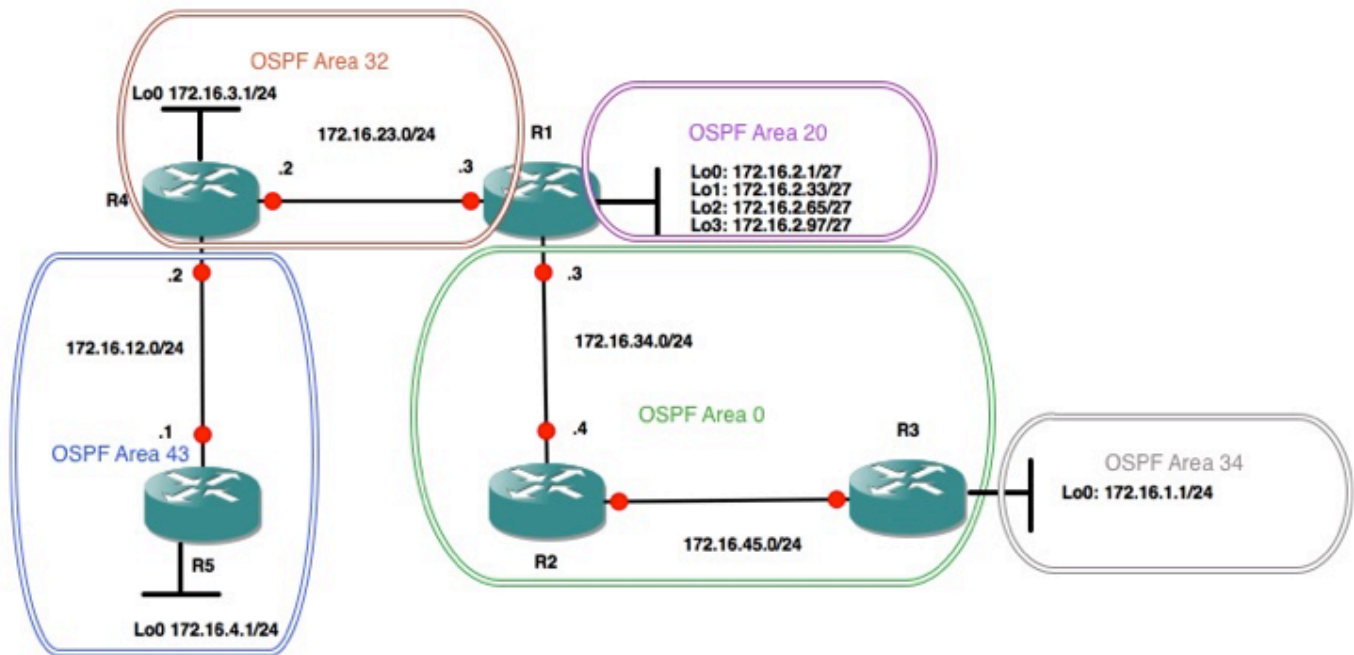 OSPF Area 32
Lo0 172.16.3.1/24
172.16.23.0/24
R1
OSPF Area 20
.2
.3
R4
Lo0: 172.16.2.1/27
Lo1: 172.16.2.33/27
Lo2: 172.16.2.65/27
Lo3: 172.16.2.97/27
.2
.3
172.16.12.0/24
172.16.34.0/24
.1
OSPF Area 43
.4
OSPF Area 0
R3
OSPF Area 34
Lo0: 172.16.1.1/24
172.16.45.0/24
R5
R2
Lo0 172.16.4.1/24